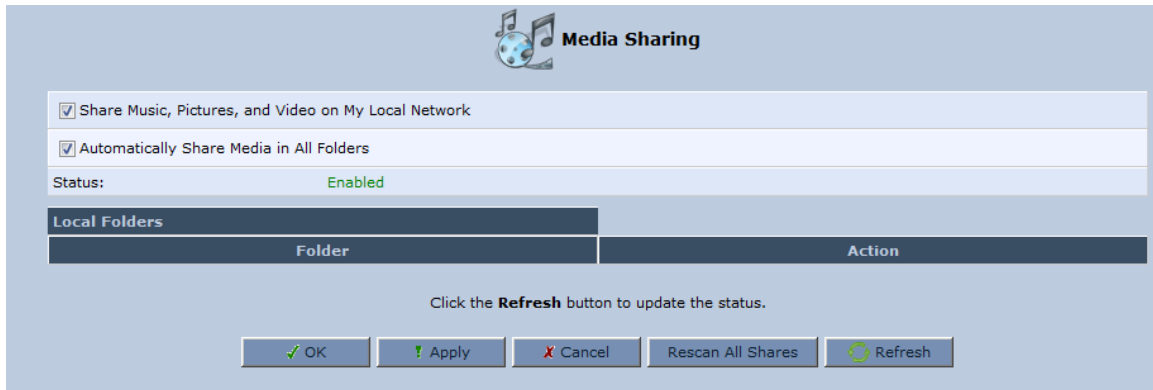 Media Sharing
Share Music, Pictures, and Video on My Local Network
Automatically Share Media in All Folders
Status: Enabled
Local Folders
Folder Action
Click the Refresh button to update the status.
OK Apply Cancel Rescan All Shares Refresh